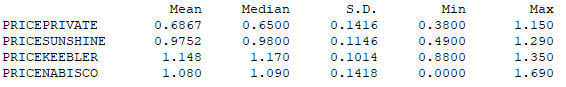 Mean Median S.D. Min Max
PRICEPRIVATE 0.6867 0.6500 0.1416 0.3800 1.150
PRICESUNSHINE 0.9752 0.9800 0.1146 0.4900 1.290
PRICEKEEBLER 1.148 1.170 0.1014 0.8800 1.350
PRICENABISCO 1.080 1.090 0.1418 0.0000 1.690